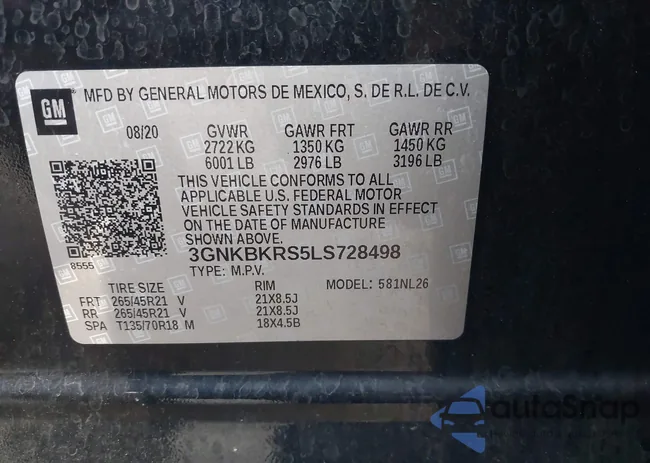 GM MFD BY GENERAL MOTORS DE MEXICO, S. DE R.L. DE C.V.
08/20 GVWR GAWR FRT GAWR RR
2722 KG 1350 KG 1450 KG
6001 LB 2976 LB 3196 LB
THIS VEHICLE CONFORMS TO ALL
APPLICABLE U.S. FEDERAL MOTOR
VEHICLE SAFETY STANDARDS IN EFFECT
ON THE DATE OF MANUFACTURE
SHOWN ABOVE.
8555
3GNKBKRS5LS728498
TYPE: M.P.V.
TIRE SIZE RIM MODEL: 581NL26
FRT 265/45R21 V 21X8.5J
RR 265/45R21 V 21X8.5J
SPA T135/70R18 M 18X4.5B
autoSnap